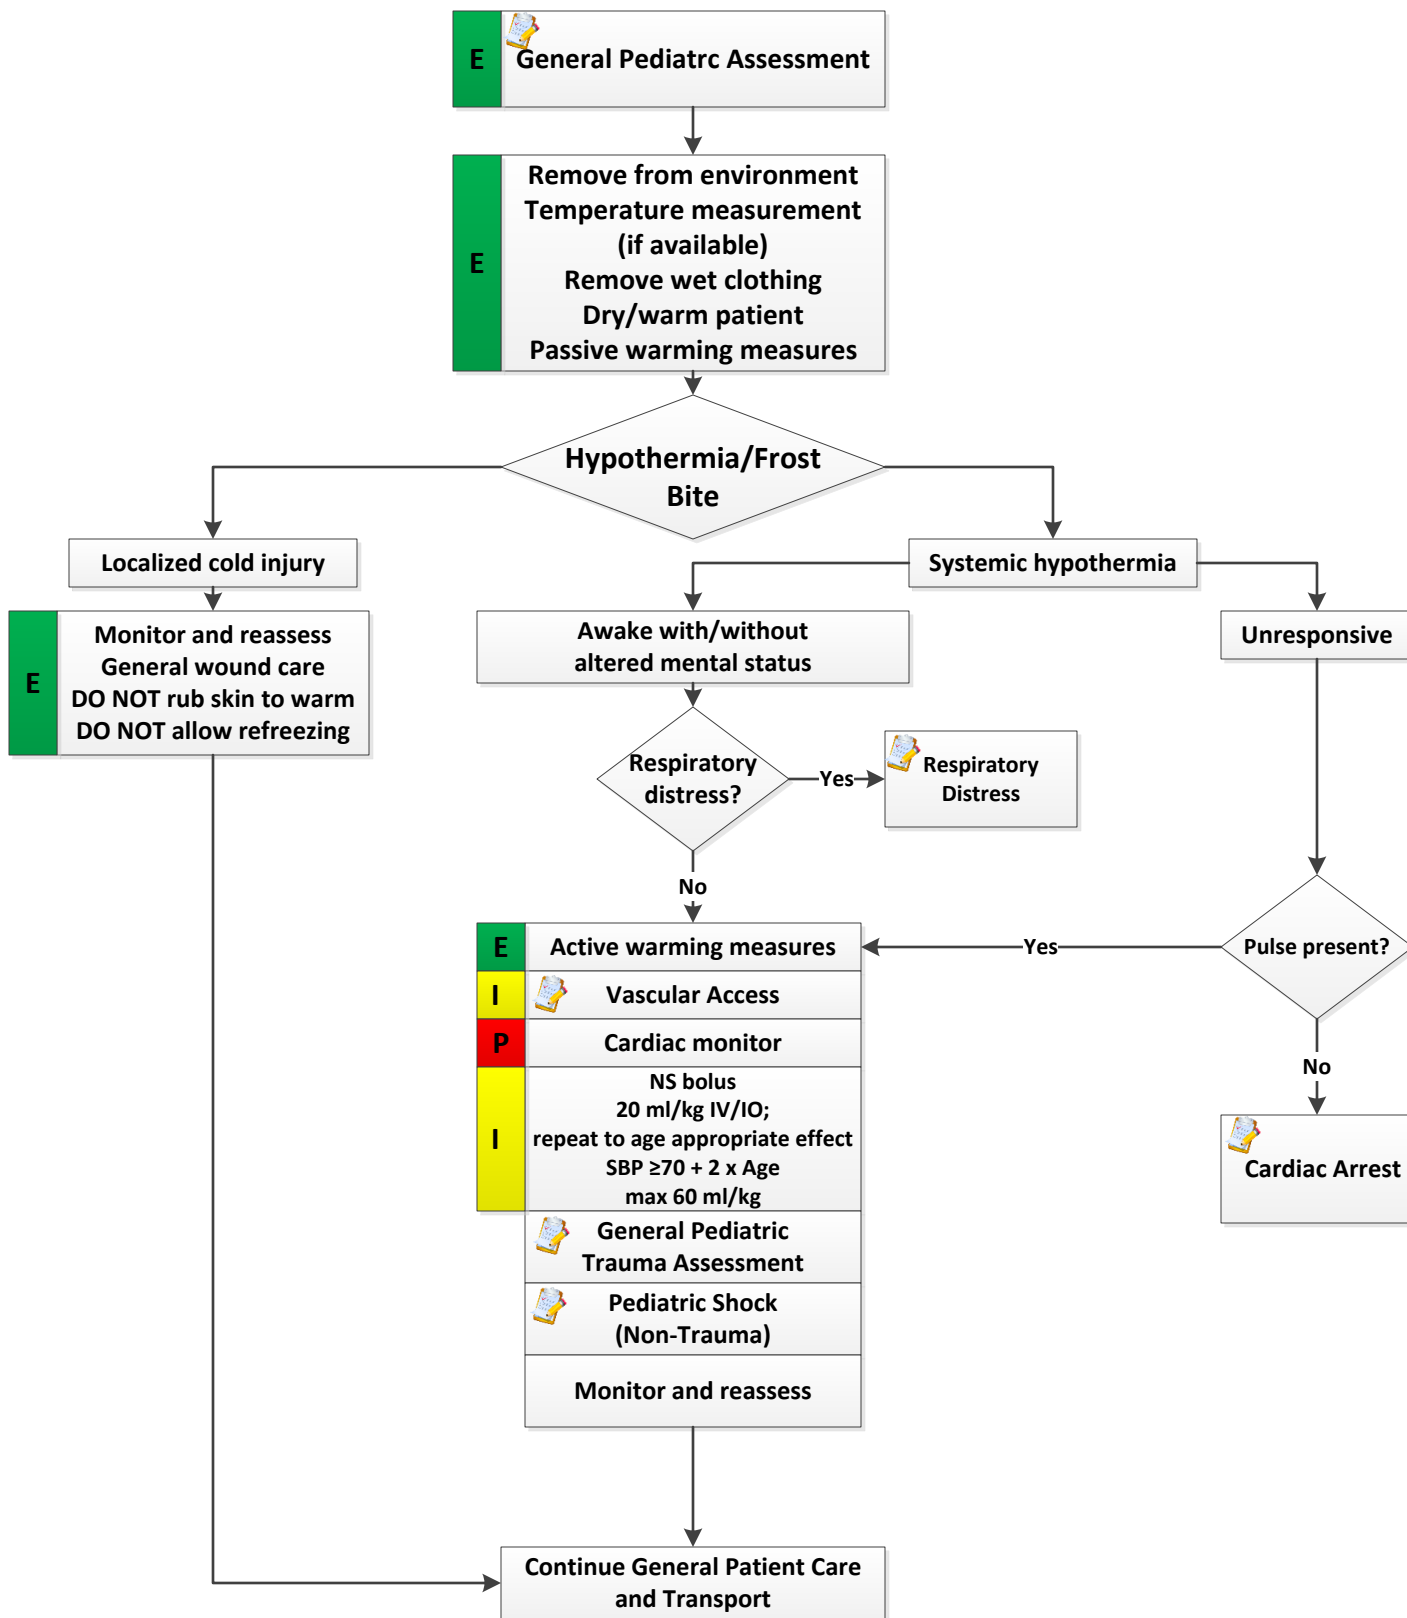 E
General Pediatrc Assessment
E
Remove from environment
Temperature measurement
(if available)
Remove wet clothing
Dry/warm patient
Passive warming measures
Hypothermia/Frost
Bite
Localized cold injury
Systemic hypothermia
E
Monitor and reassess
General wound care
DO NOT rub skin to warm
DO NOT allow refreezing
Awake with/without
altered mental status
Unresponsive
Respiratory
distress?
Yes
Respiratory
Distress
No
E
Active warming measures
Yes
Pulse present?
I
Vascular Access
P
Cardiac monitor
No
I
NS bolus
20 ml/kg IV/IO;
repeat to age appropriate effect
SBP ≥70 + 2 x Age
max 60 ml/kg
Cardiac Arrest
General Pediatric
Trauma Assessment
Pediatric Shock
(Non-Trauma)
Monitor and reassess
Continue General Patient Care
and Transport